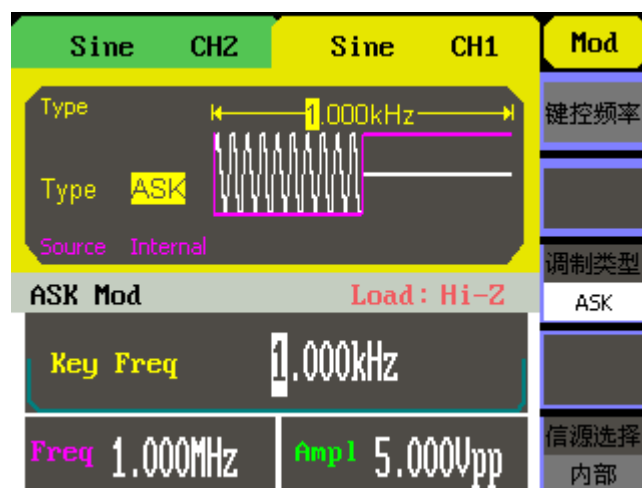 Sine CH2 Sine CH1 Mod
Type 1.000kHz
键控频率
Type ASK
Source Internal
调制类型
ASK Mod Load: Hi-Z
ASK
Key Freq 1.000kHz
信源选择
Freq 1.000MHz Ampl 5.000Vpp
内部